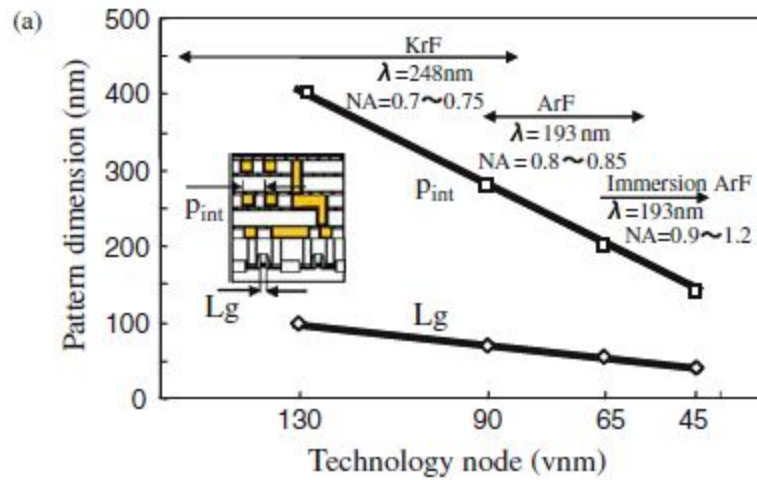 (a)
500
400
300
200
100
0
Pattern dimension (nm)
KrF
λ=248nm
NA=0.7～0.75
ArF
λ=193 nm
NA=0.8～0.85
Immersion ArF
λ=193nm
NA=0.9～1.2
pint
pint
Lg
Lg
130 90 65 45
Technology node (vnm)